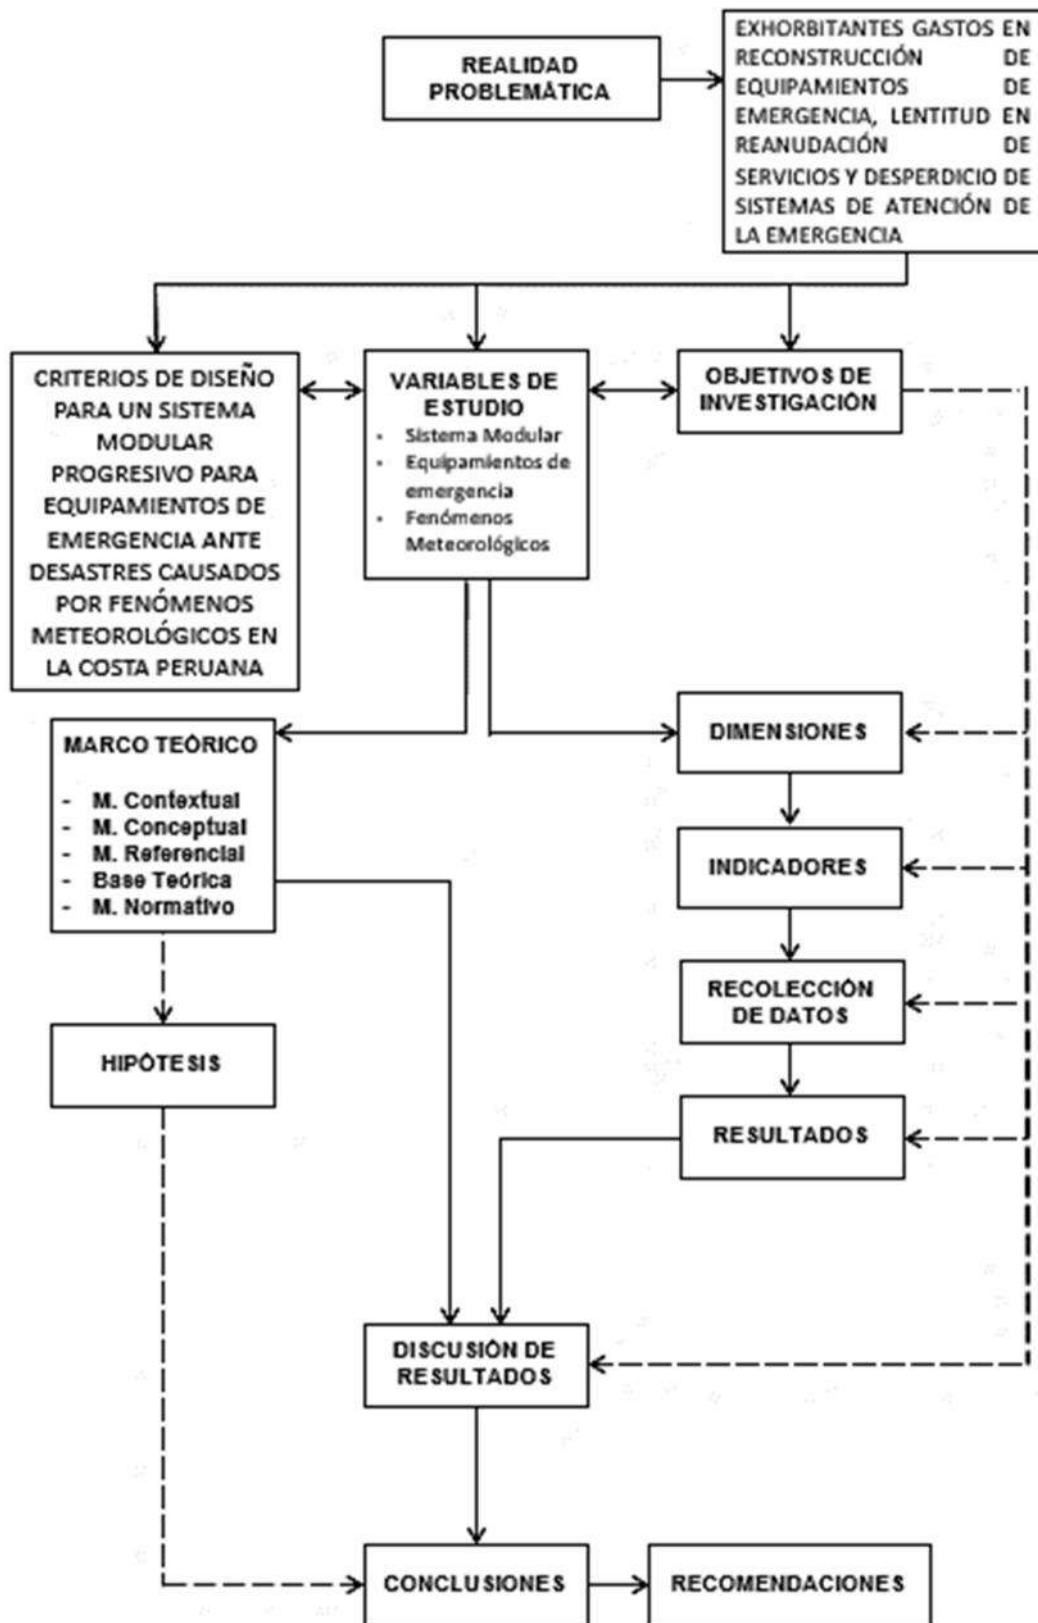 REALIDAD
PROBLEMÁTICA
EXHORBITANTES GASTOS EN
RECONSTRUCCIÓN DE
EQUIPAMIENTOS DE
EMERGENCIA, LENTITUD EN
REANUDACIÓN DE
SERVICIOS Y DESPERDICIO DE
SISTEMAS DE ATENCIÓN DE
LA EMERGENCIA
CRITERIOS DE DISEÑO
PARA UN SISTEMA
MODULAR
PROGRESIVO PARA
EQUIPAMIENTOS DE
EMERGENCIA ANTE
DESASTRES CAUSADOS
POR FENÓMENOS
METEOROLÓGICOS EN
LA COSTA PERUANA
VARIABLES DE
ESTUDIO
- Sistema Modular
- Equipamientos de
emergencia
- Fenómenos
Meteorológicos
OBJETIVOS DE
INVESTIGACIÓN
MARCO TEÓRICO
- M. Contextual
- M. Conceptual
- M. Referencial
- Base Teórica
- M. Normativo
DIMENSIONES
INDICADORES
RECOLECCIÓN
DE DATOS
HIPÓTESIS
RESULTADOS
DISCUSIÓN DE
RESULTADOS
CONCLUSIONES
RECOMENDACIONES